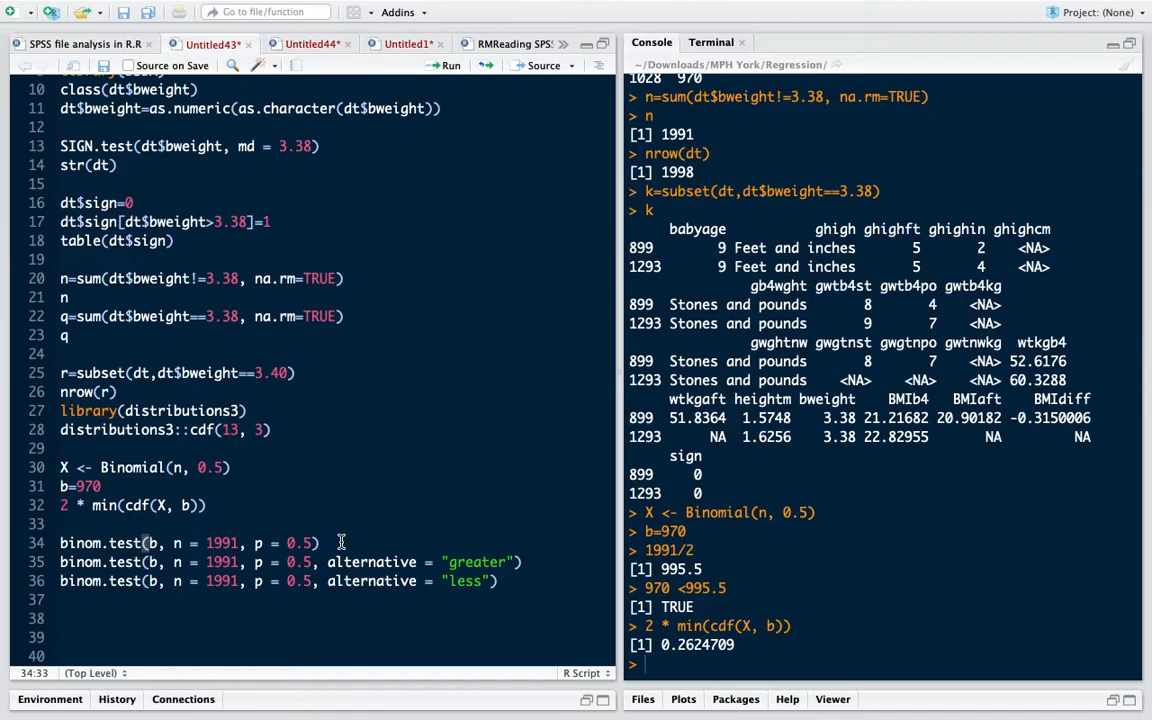 Go to file/function
Addins
Project: (None)
SPSS file analysis in R.R
Untitled43*
Untitled44*
Untitled1*
RMReading SPS
Source on Save
Run
Source
10 class(dt$bweight)
11 dt$bweight=as.numeric(as.character(dt$bweight))
12
13 SIGN.test(dt$bweight, md = 3.38)
14 str(dt)
15
16 dt$sign=0
17 dt$sign[dt$bweight>3.38]=1
18 table(dt$sign)
19
20 n=sum(dt$bweight!=3.38, na.rm=TRUE)
21 n
22 q=sum(dt$bweight==3.38, na.rm=TRUE)
23 q
24
25 r=subset(dt,dt$bweight==3.40)
26 nrow(r)
27 library(distributions3)
28 distributions3::cdf(13, 3)
29
30 X <- Binomial(n, 0.5)
31 b=970
32 2 * min(cdf(X, b))
33
34 binom.test(b, n = 1991, p = 0.5)
35 binom.test(b, n = 1991, p = 0.5, alternative = "greater")
36 binom.test(b, n = 1991, p = 0.5, alternative = "less")
37
38
39
40
34:33 (Top Level) R Script
Environment History Connections
Console Terminal
~/Downloads/MPH York/Regression/
1028 970
> n=sum(dt$bweight!=3.38, na.rm=TRUE)
> n
[1] 1991
> nrow(dt)
[1] 1998
> k=subset(dt,dt$bweight==3.38)
> k
babyage ghigh ghighft ghighin ghighcm
899 9 Feet and inches 5 2 <NA>
1293 9 Feet and inches 5 4 <NA>
gb4wght gwtb4st gwtb4po gwtb4kg
899 Stones and pounds 8 4 <NA>
1293 Stones and pounds 9 7 <NA>
gwghtnw gwgtnst gwgtnpo gwtnwkg wtkgb4
899 Stones and pounds 8 7 <NA> 52.6176
1293 Stones and pounds <NA> <NA> <NA> 60.3288
wtkgaft heightm bweight BMIb4 BMIaft BMIdiff
899 51.8364 1.5748 3.38 21.21682 20.90182 -0.3150006
1293 NA 1.6256 3.38 22.82955 NA NA
sign
899 0
1293 0
> X <- Binomial(n, 0.5)
> b=970
> 1991/2
[1] 995.5
> 970 <995.5
[1] TRUE
> 2 * min(cdf(X, b))
[1] 0.2624709
>
Files Plots Packages Help Viewer